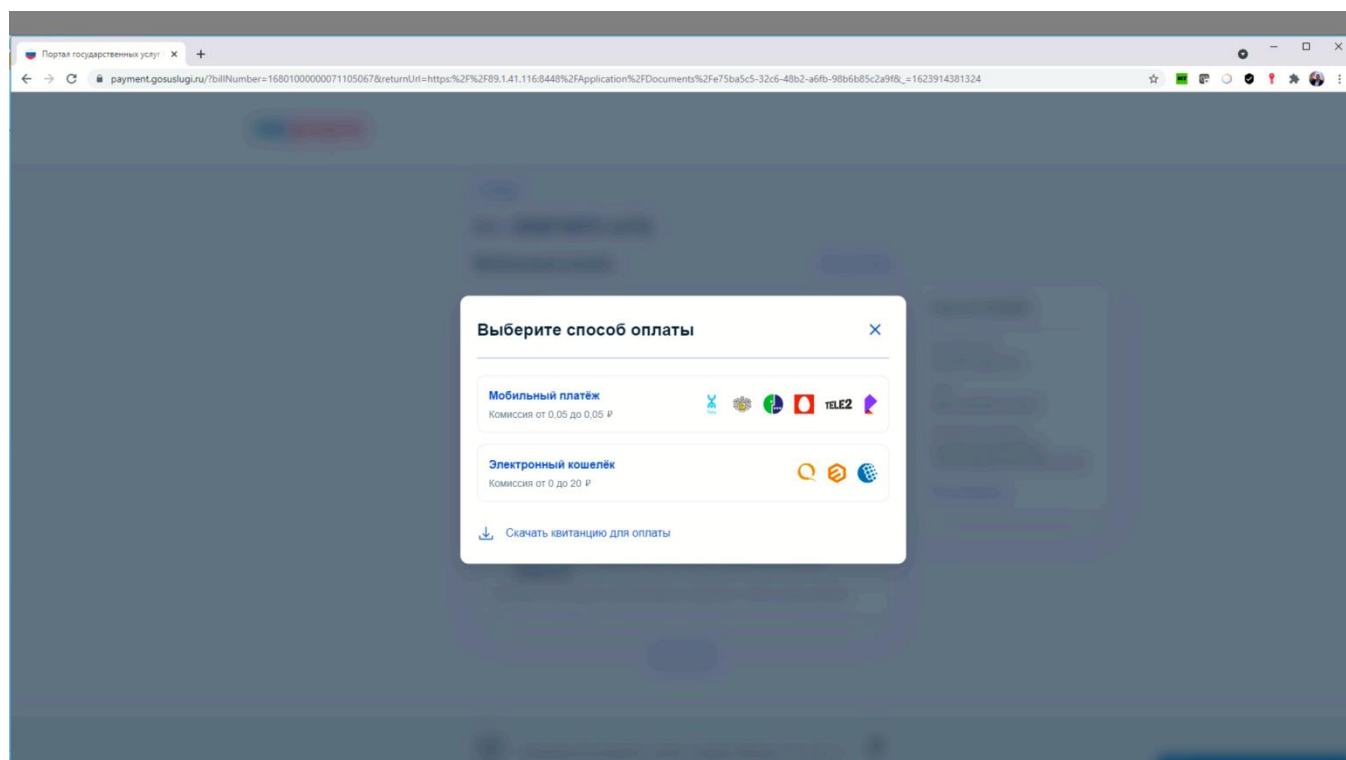 Портал государственных услуг
payment.gosuslugi.ru/?billNumber=16801000000071105067&returnUrl=https:%2F%2F89.1.41.116:8448%2FApplication%2FDocuments%2Fe75ba5c5-32c6-48b2-a6fb-98b6b85c2a9f&_=1623914381324
Выберите способ оплаты
Мобильный платёж
Комиссия от 0,05 до 0,05 ₽
TELE2
Электронный кошелёк
Комиссия от 0 до 20 ₽
Скачать квитанцию для оплаты